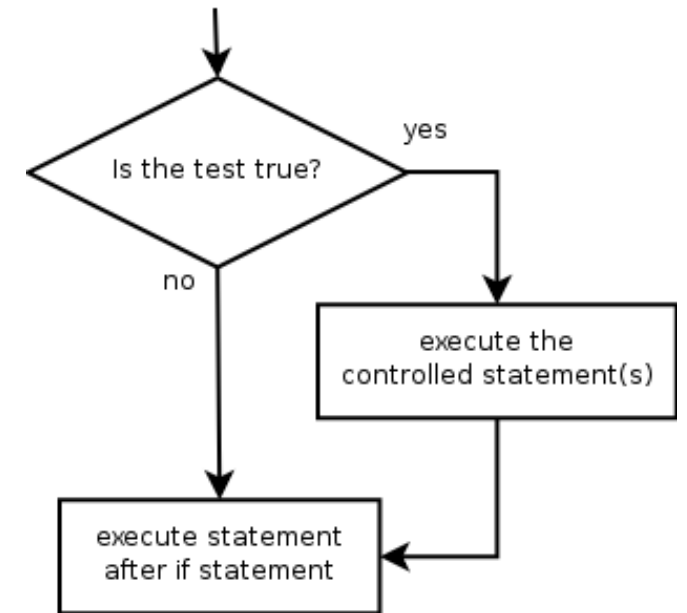 Is the test true?
yes
no
execute the
controlled statement(s)
execute statement
after if statement